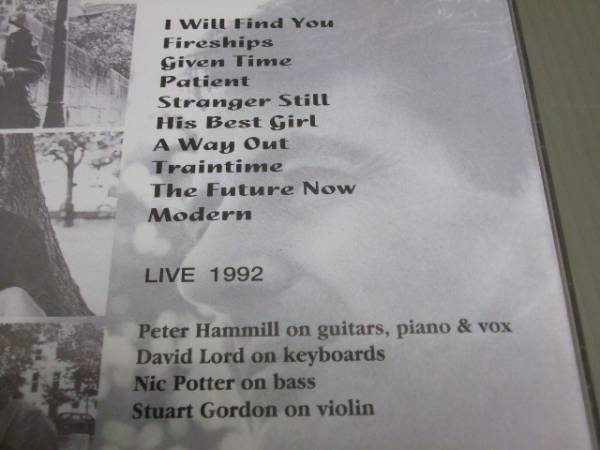 I Will Find You
Fireships
Given Time
Patient
Stranger Still
His Best Girl
A Way Out
Traintime
The Future Now
Modern
LIVE 1992
Peter Hammill on guitars, piano & vox
David Lord on keyboards
Nic Potter on bass
Stuart Gordon on violin